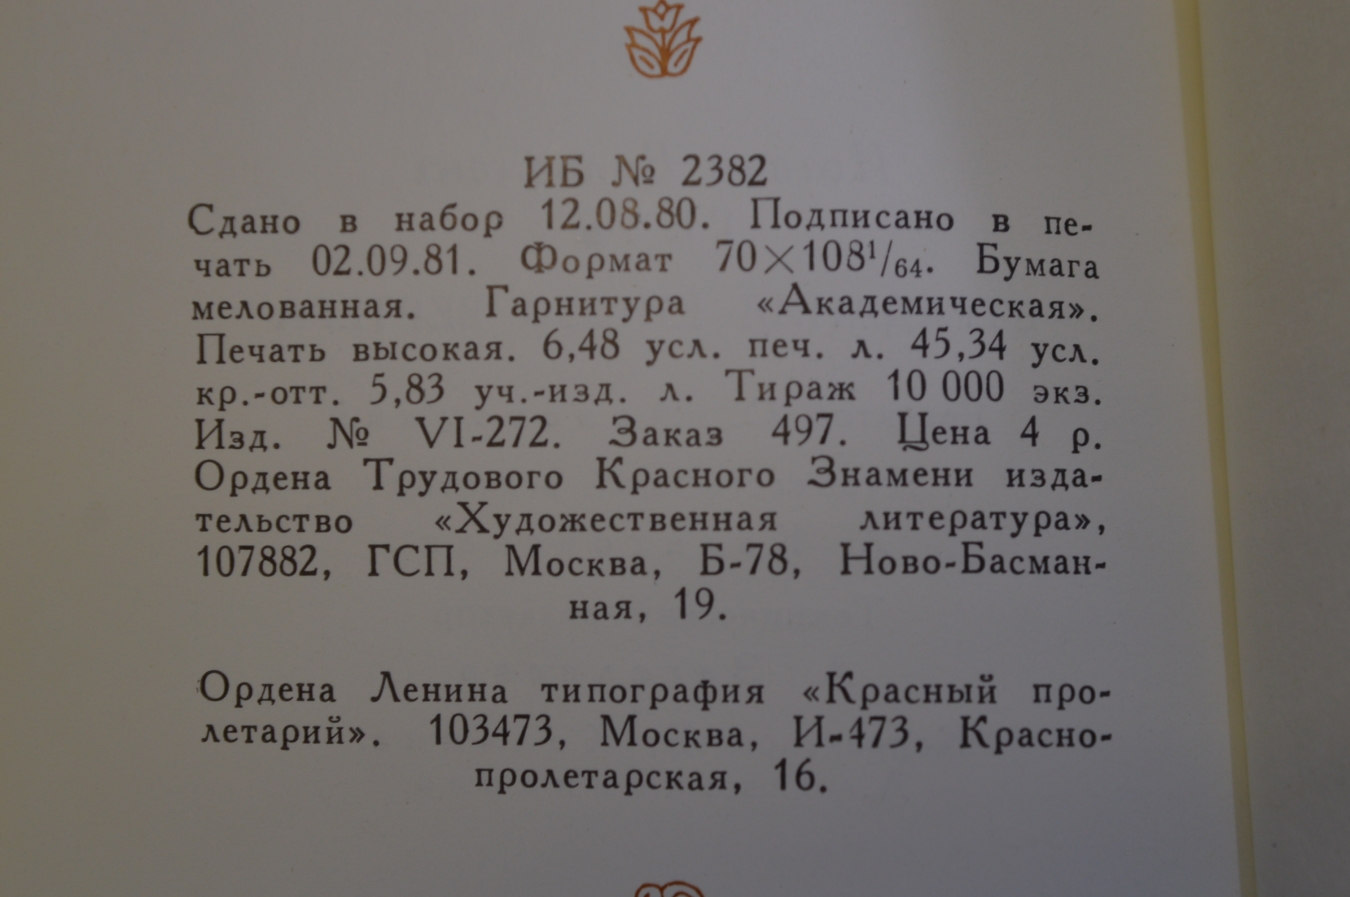 ИБ № 2382
Сдано в набор 12.08.80. Подписано в пе-
чать 02.09.81. Формат 70×108¹/₆₄. Бумага
мелованная. Гарнитура «Академическая».
Печать высокая. 6,48 усл. печ. л. 45,34 усл.
кр.-отт. 5,83 уч.-изд. л. Тираж 10 000 экз.
Изд. № VI-272. Заказ 497. Цена 4 р.
Ордена Трудового Красного Знамени изда-
тельство «Художественная литература»,
107882, ГСП, Москва, Б-78, Ново-Басман-
ная, 19.
Ордена Ленина типография «Красный про-
летарий». 103473, Москва, И-473, Красно-
пролетарская, 16.